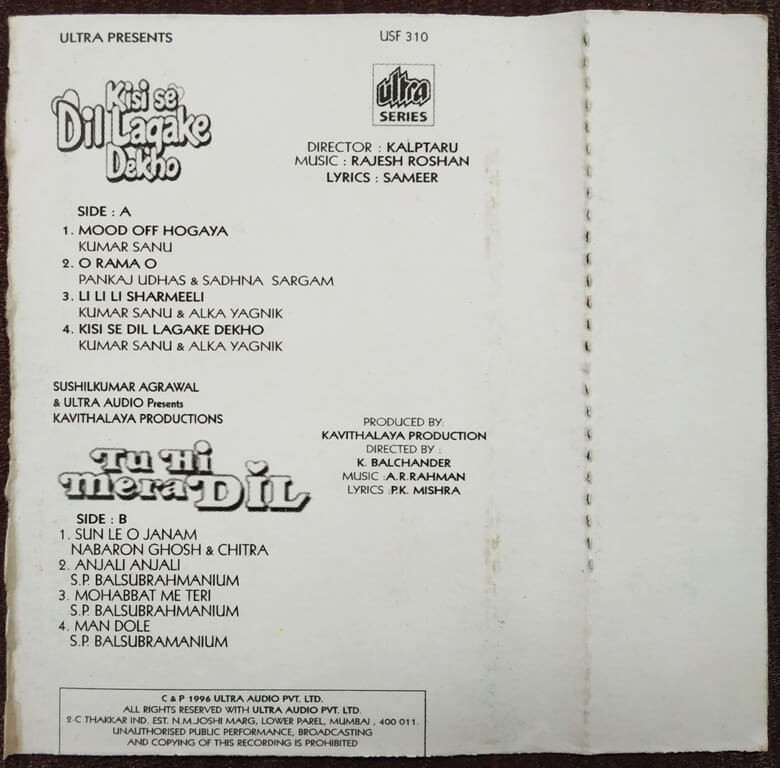 ULTRA PRESENTS
USF 310
Kisi se
Dil Lagake
Dekho
ultra
SERIES
DIRECTOR : KALPTARU
MUSIC : RAJESH ROSHAN
LYRICS : SAMEER
SIDE : A
1. MOOD OFF HOGAYA
KUMAR SANU
2. O RAMA O
PANKAJ UDHAS & SADHNA SARGAM
3. LI LI LI SHARMEELI
KUMAR SANU & ALKA YAGNIK
4. KISI SE DIL LAGAKE DEKHO
KUMAR SANU & ALKA YAGNIK
SUSHILKUMAR AGRAWAL
& ULTRA AUDIO Presents
KAVITHALAYA PRODUCTIONS
Tu Hi
mera DIL
PRODUCED BY:
KAVITHALAYA PRODUCTION
DIRECTED BY :
K. BALCHANDER
MUSIC :A.R.RAHMAN
LYRICS :P.K. MISHRA
SIDE : B
1. SUN LE O JANAM
NABARON GHOSH & CHITRA
2. ANJALI ANJALI
S.P. BALSUBRAHMANIUM
3. MOHABBAT ME TERI
S.P. BALSUBRAHMANIUM
4. MAN DOLE
S.P. BALSUBRAMANIUM
C & P 1996 ULTRA AUDIO PVT. LTD.
ALL RIGHTS RESERVED WITH ULTRA AUDIO PVT. LTD.
2-C THAKKAR IND. EST. N.M.JOSHI MARG, LOWER PAREL, MUMBAI , 400 011.
UNAUTHORISED PUBLIC PERFORMANCE, BROADCASTING
AND COPYING OF THIS RECORDING IS PROHIBITED